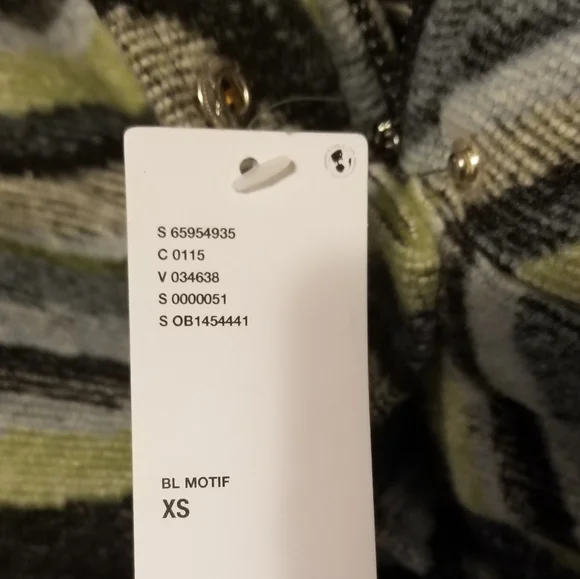 S 65954935
C 0115
V 034638
S 0000051
S OB1454441
BL MOTIF
XS